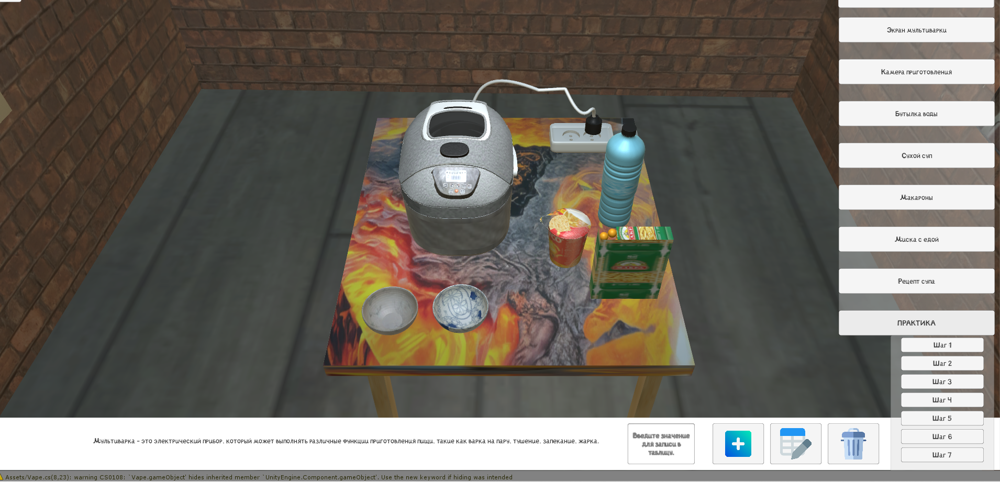 Экран мультиварки
Камера приготовления
Бутылка воды
Сухой суп
Макароны
Миска с едой
Рецепт супа
ПРАКТИКА
Шаг 1
Шаг 2
Шаг 3
Шаг 4
Шаг 5
Шаг 6
Шаг 7
Мультиварка - это электрический прибор, который может выполнять различные функции приготовления пищи, такие как варка на пару, тушение, запекание, жарка.
Введите значение
для записи в
таблицу.
Assets/Vape.cs(8,23): warning CS0108: `Vape.gameObject' hides inherited member `UnityEngine.Component.gameObject'. Use the new keyword if hiding was intended